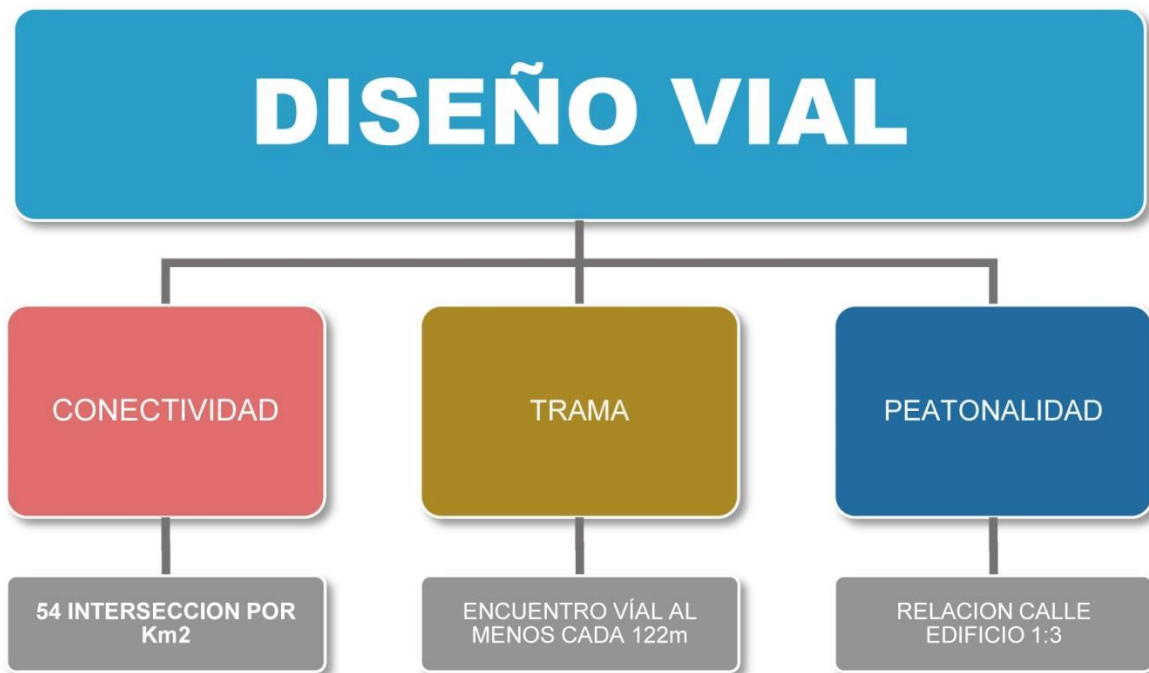 DISEÑO VIAL
CONECTIVIDAD
TRAMA
PEATONALIDAD
54 INTERSECCION POR
Km2
ENCUENTRO VÍAL AL
MENOS CADA 122m
RELACION CALLE
EDIFICIO 1:3